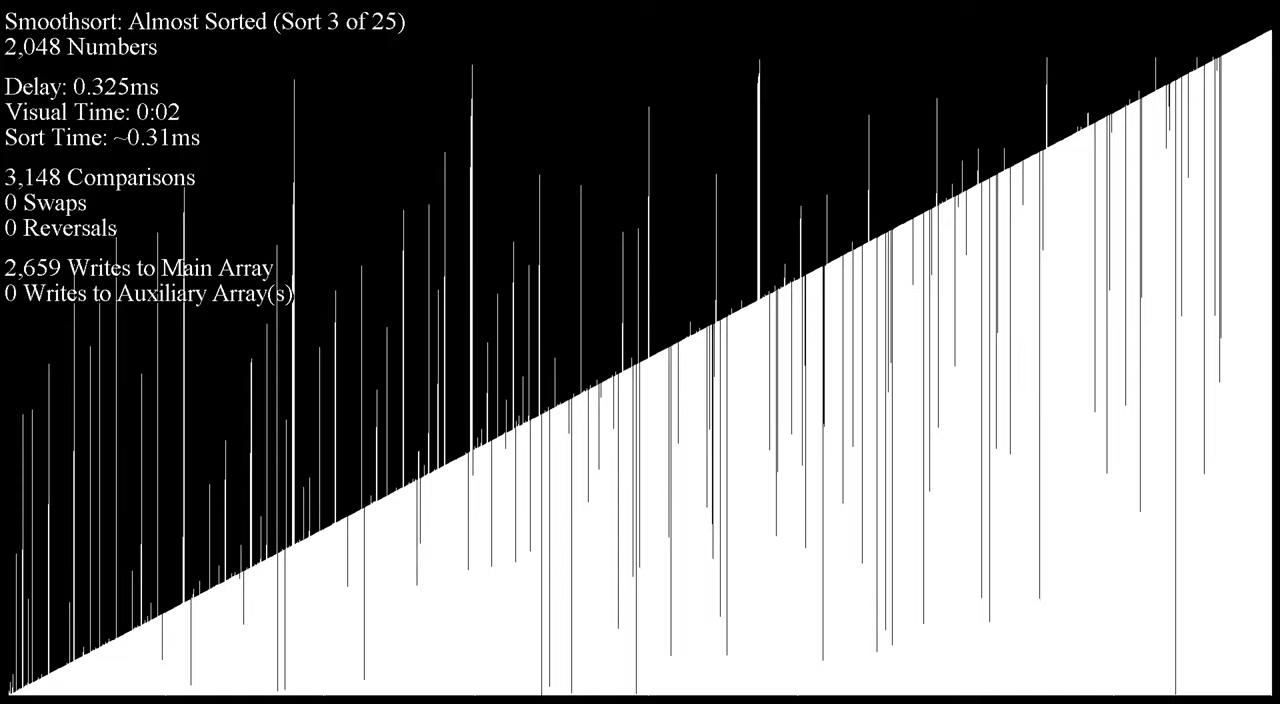 Smoothsort: Almost Sorted (Sort 3 of 25)
2,048 Numbers
Delay: 0.325ms
Visual Time: 0:02
Sort Time: ~0.31ms
3,148 Comparisons
0 Swaps
0 Reversals
2,659 Writes to Main Array
0 Writes to Auxiliary Array(s)